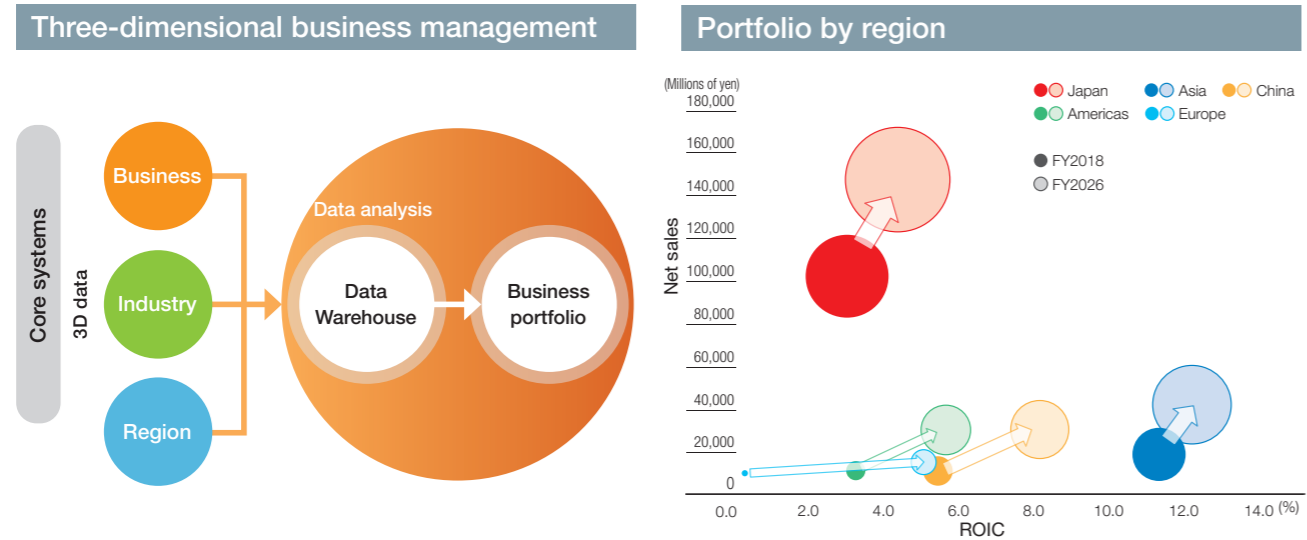 Three-dimensional business management
Core systems
3D data
Business
Industry
Region
Data analysis
Data
Warehouse
Business
portfolio
Portfolio by region
(Millions of yen)
180,000
160,000
140,000
120,000
100,000
80,000
60,000
40,000
20,000
0
Net sales
Japan
Asia
China
Americas
Europe
FY2018
FY2026
0.0
2.0
4.0
6.0
8.0
10.0
12.0
14.0
(%)
ROIC